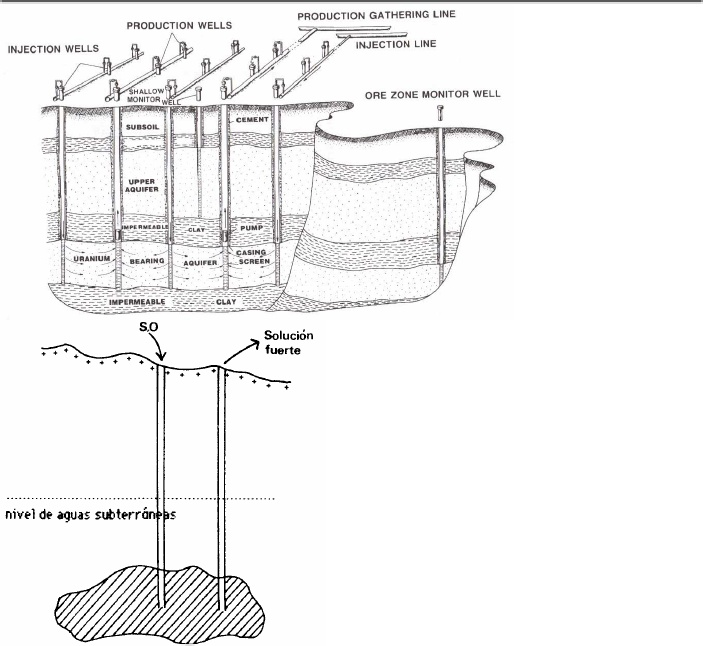 PRODUCTION GATHERING LINE
PRODUCTION WELLS
INJECTION WELLS
INJECTION LINE
SHALLOW
MONITOR WELL
ORE ZONE MONITOR WELL
SUBSOIL
CEMENT
UPPER
AQUIFER
IMPERMEABLE CLAY
PUMP
URANIUM BEARING AQUIFER
CASING
SCREEN
IMPERMEABLE CLAY
S.O
Solución
fuerte
nivel de aguas subterráneas